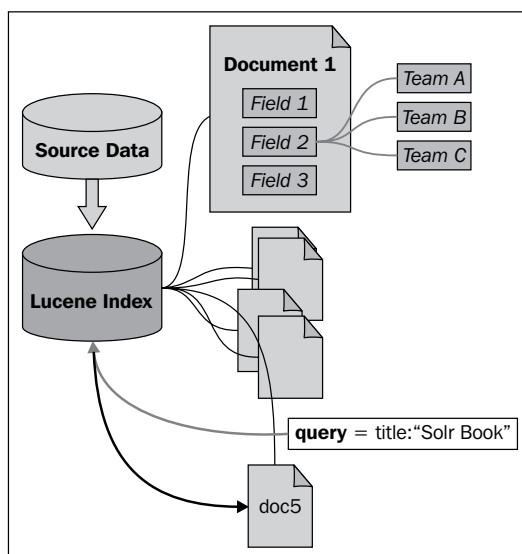 Document 1
Field 1
Field 2
Field 3
Team A
Team B
Team C
Source Data
Lucene Index
query = title:“Solr Book”
doc5